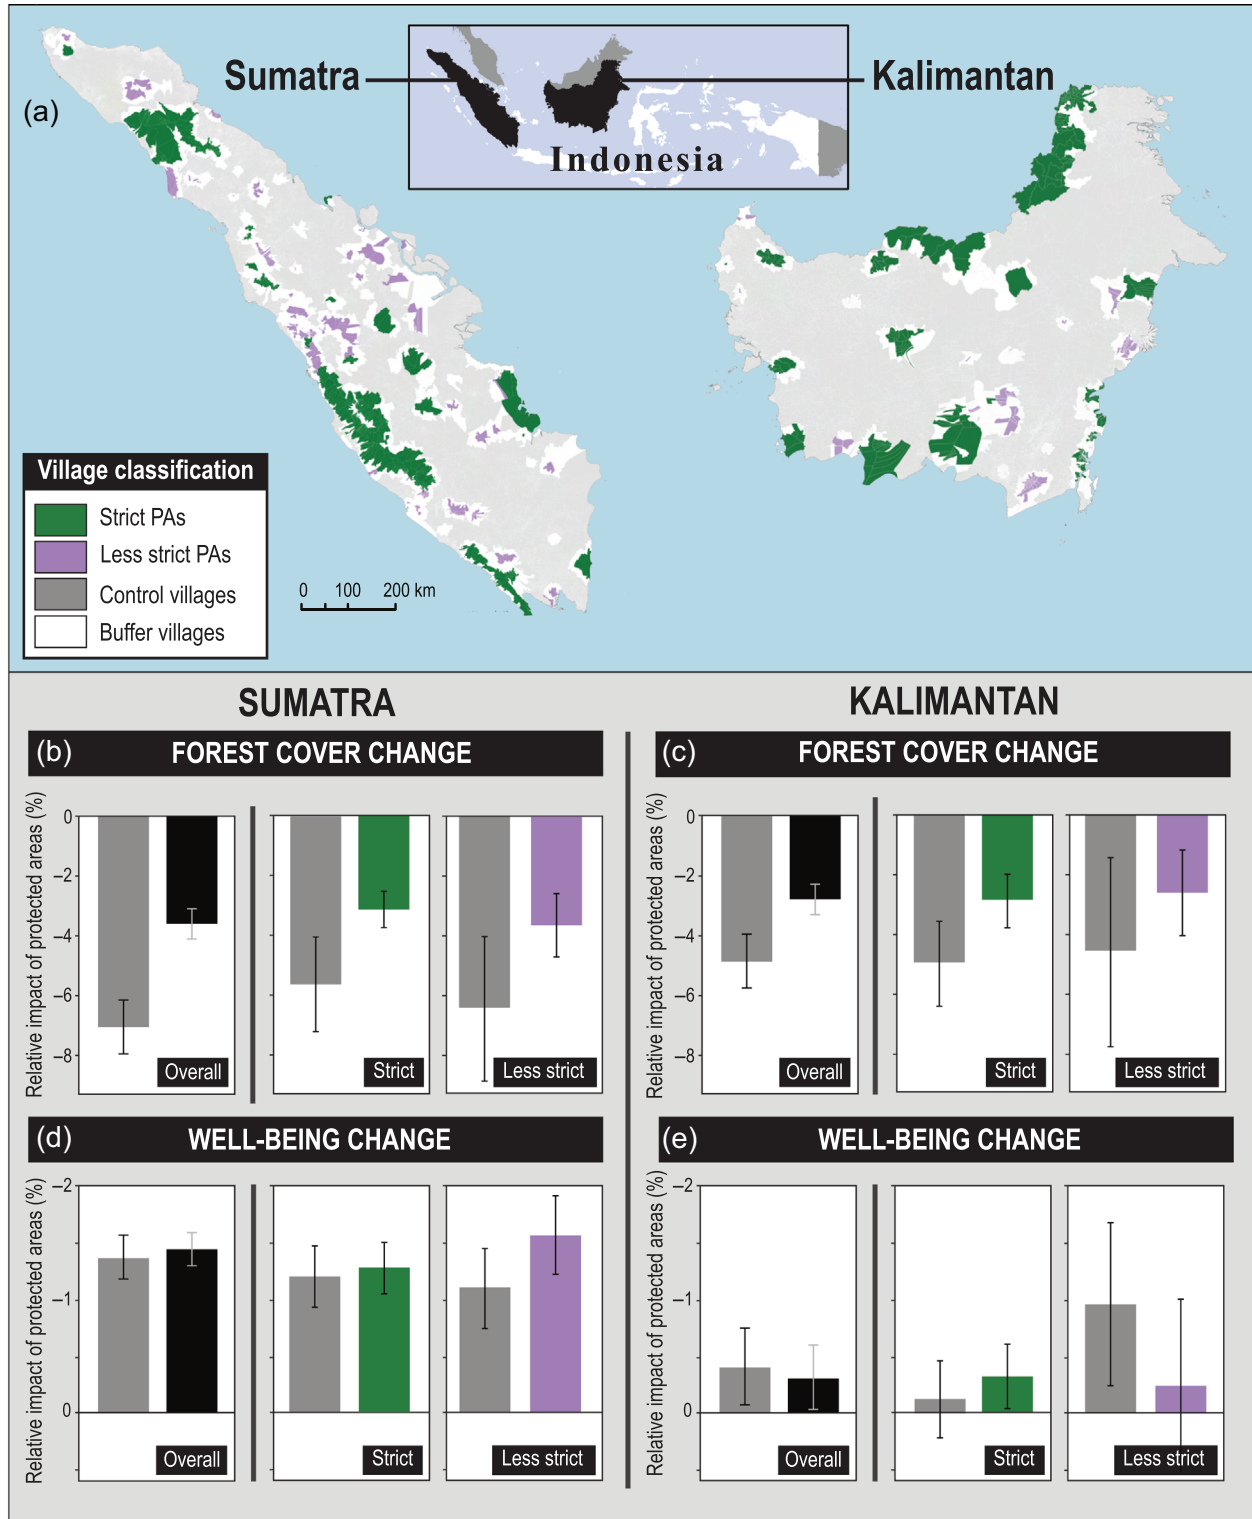 (a)
Sumatra
Kalimantan
Indonesia
Village classification
Strict PAs
Less strict PAs
Control villages
Buffer villages
0 100 200 km
SUMATRA
KALIMANTAN
(b) FOREST COVER CHANGE
(c) FOREST COVER CHANGE
Relative impact of protected areas (%)
0
–2
–4
–6
–8
Overall
Strict
Less strict
Relative impact of protected areas (%)
0
–2
–4
–6
–8
Overall
Strict
Less strict
(d) WELL-BEING CHANGE
(e) WELL-BEING CHANGE
Relative impact of protected areas (%)
–2
–1
0
Overall
Strict
Less strict
Relative impact of protected areas (%)
–2
–1
0
Overall
Strict
Less strict